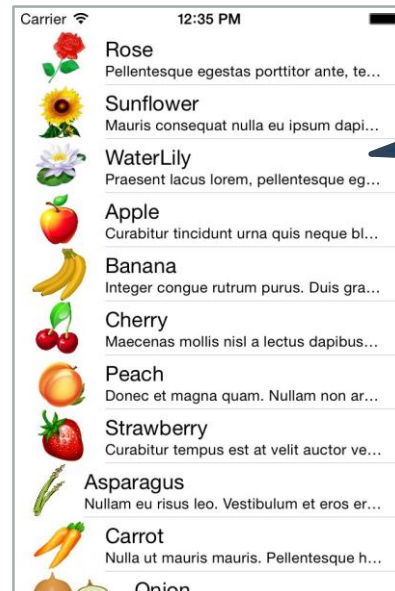 Carrier 12:35 PM
Rose
Pellentesque egestas porttitor ante, te...
Sunflower
Mauris consequat nulla eu ipsum dapi...
WaterLily
Praesent lacus lorem, pellentesque eg...
Apple
Curabitur tincidunt urna quis neque bl...
Banana
Integer congue rutrum purus. Duis gra...
Cherry
Maecenas mollis nisl a lectus dapibus...
Peach
Donec et magna quam. Nullam non ar...
Strawberry
Curabitur tempus est at velit auctor ve...
Asparagus
Nullam eu risus leo. Vestibulum et eros er...
Carrot
Nulla ut mauris mauris. Pellentesque h...
Onion